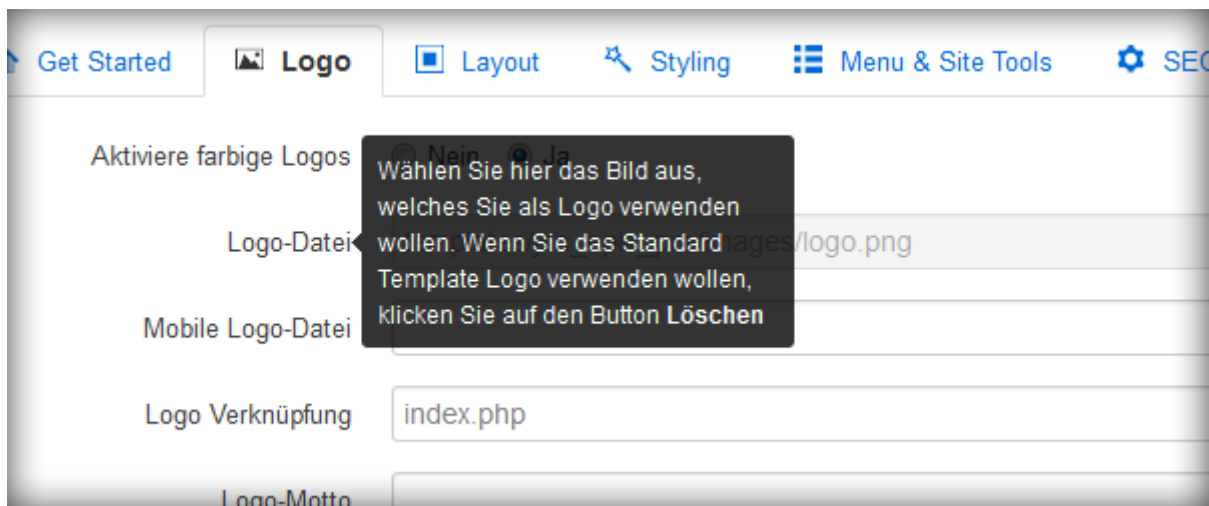 Get Started Logo Layout Styling Menu & Site Tools
Aktiviere farbige Logos Nein Ja
Wählen Sie hier das Bild aus,
welches Sie als Logo verwenden
Logo-Datei wollen. Wenn Sie das Standard images/logo.png
Template Logo verwenden wollen,
klicken Sie auf den Button Löschen
Mobile Logo-Datei
Logo Verknüpfung index.php
Logo-Motto